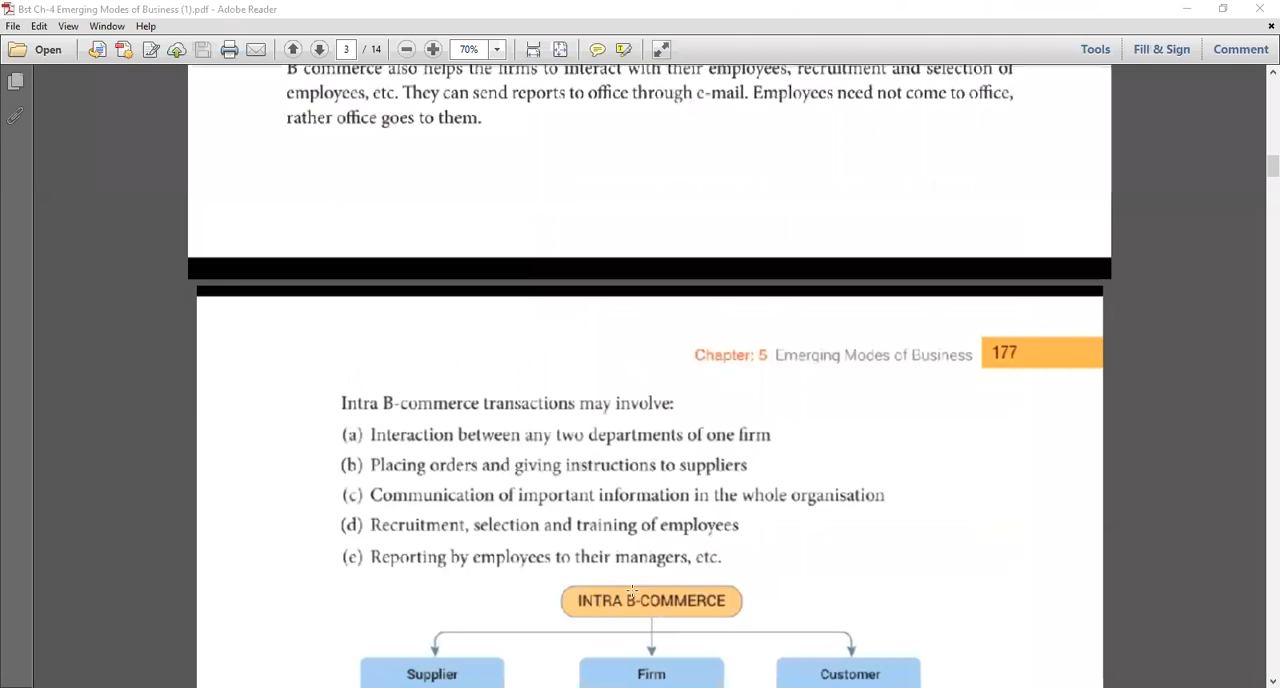 Bst Ch-4 Emerging Modes of Business (1).pdf - Adobe Reader
File Edit View Window Help
Open 3 / 14 70% Tools Fill & Sign Comment
B commerce also helps the firms to interact with their employees, recruitment and selection of
employees, etc. They can send reports to office through e-mail. Employees need not come to office,
rather office goes to them.
Chapter: 5 Emerging Modes of Business 177
Intra B-commerce transactions may involve:
(a) Interaction between any two departments of one firm
(b) Placing orders and giving instructions to suppliers
(c) Communication of important information in the whole organisation
(d) Recruitment, selection and training of employees
(e) Reporting by employees to their managers, etc.
INTRA B-COMMERCE
Supplier Firm Customer